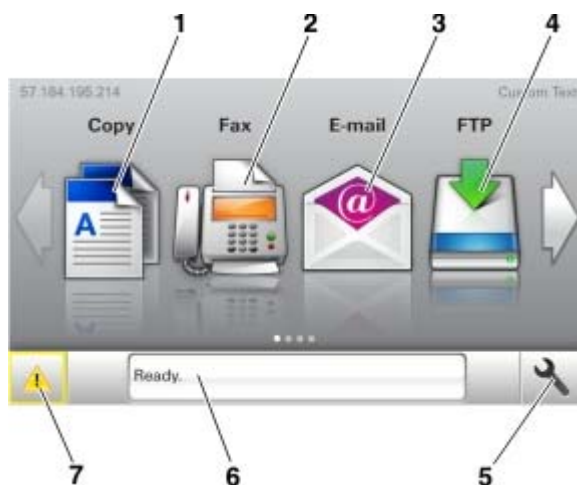 1 2 3 4
57.184.195.214 Custom Text
Copy Fax E-mail FTP
A @
! Ready.
7 6 5